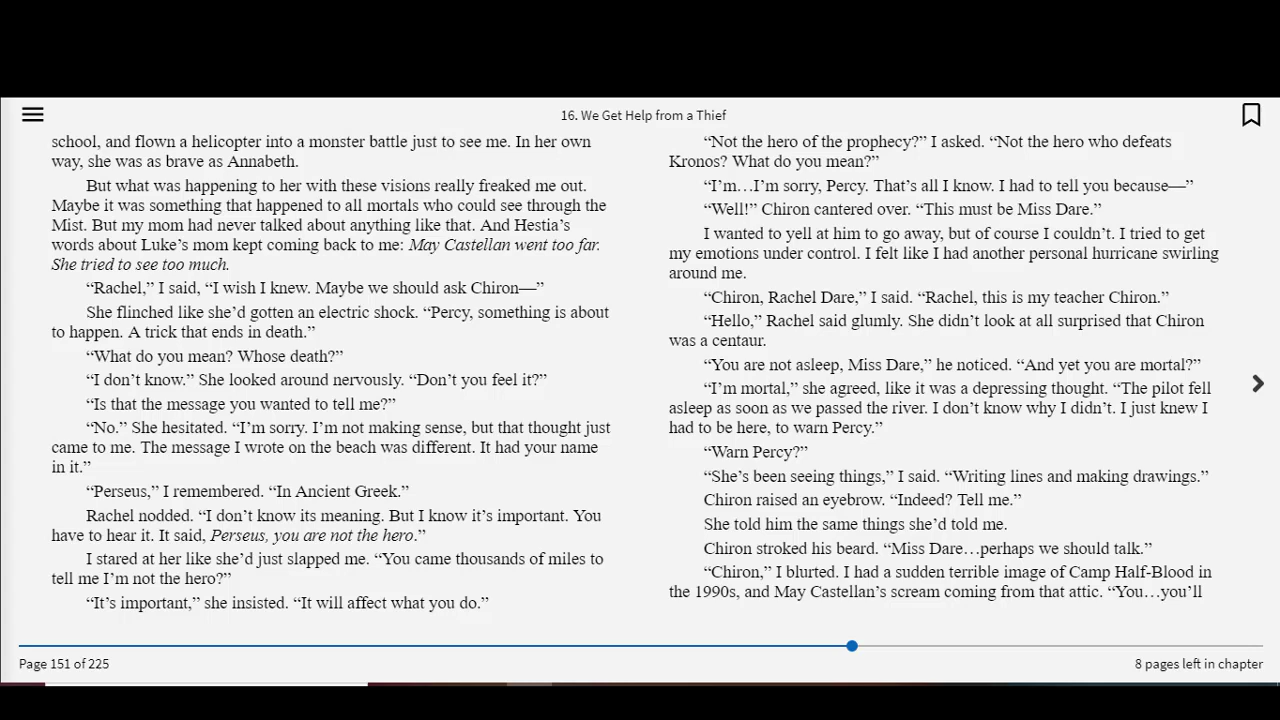 16. We Get Help from a Thief
school, and flown a helicopter into a monster battle just to see me. In her own
way, she was as brave as Annabeth.
But what was happening to her with these visions really freaked me out.
Maybe it was something that happened to all mortals who could see through the
Mist. But my mom had never talked about anything like that. And Hestia’s
words about Luke’s mom kept coming back to me: May Castellan went too far.
She tried to see too much.
“Rachel,” I said, “I wish I knew. Maybe we should ask Chiron—”
She flinched like she’d gotten an electric shock. “Percy, something is about
to happen. A trick that ends in death.”
“What do you mean? Whose death?”
“I don’t know.” She looked around nervously. “Don’t you feel it?”
“Is that the message you wanted to tell me?”
“No.” She hesitated. “I’m sorry. I’m not making sense, but that thought just
came to me. The message I wrote on the beach was different. It had your name
in it.”
“Perseus,” I remembered. “In Ancient Greek.”
Rachel nodded. “I don’t know its meaning. But I know it’s important. You
have to hear it. It said, Perseus, you are not the hero.”
I stared at her like she’d just slapped me. “You came thousands of miles to
tell me I’m not the hero?”
“It’s important,” she insisted. “It will affect what you do.”
“Not the hero of the prophecy?” I asked. “Not the hero who defeats
Kronos? What do you mean?”
“I’m…I’m sorry, Percy. That’s all I know. I had to tell you because—”
“Well!” Chiron cantered over. “This must be Miss Dare.”
I wanted to yell at him to go away, but of course I couldn’t. I tried to get
my emotions under control. I felt like I had another personal hurricane swirling
around me.
“Chiron, Rachel Dare,” I said. “Rachel, this is my teacher Chiron.”
“Hello,” Rachel said glumly. She didn’t look at all surprised that Chiron
was a centaur.
“You are not asleep, Miss Dare,” he noticed. “And yet you are mortal?”
“I’m mortal,” she agreed, like it was a depressing thought. “The pilot fell
asleep as soon as we passed the river. I don’t know why I didn’t. I just knew I
had to be here, to warn Percy.”
“Warn Percy?”
“She’s been seeing things,” I said. “Writing lines and making drawings.”
Chiron raised an eyebrow. “Indeed? Tell me.”
She told him the same things she’d told me.
Chiron stroked his beard. “Miss Dare…perhaps we should talk.”
“Chiron,” I blurted. I had a sudden terrible image of Camp Half-Blood in
the 1990s, and May Castellan’s scream coming from that attic. “You…you’ll
Page 151 of 225
8 pages left in chapter